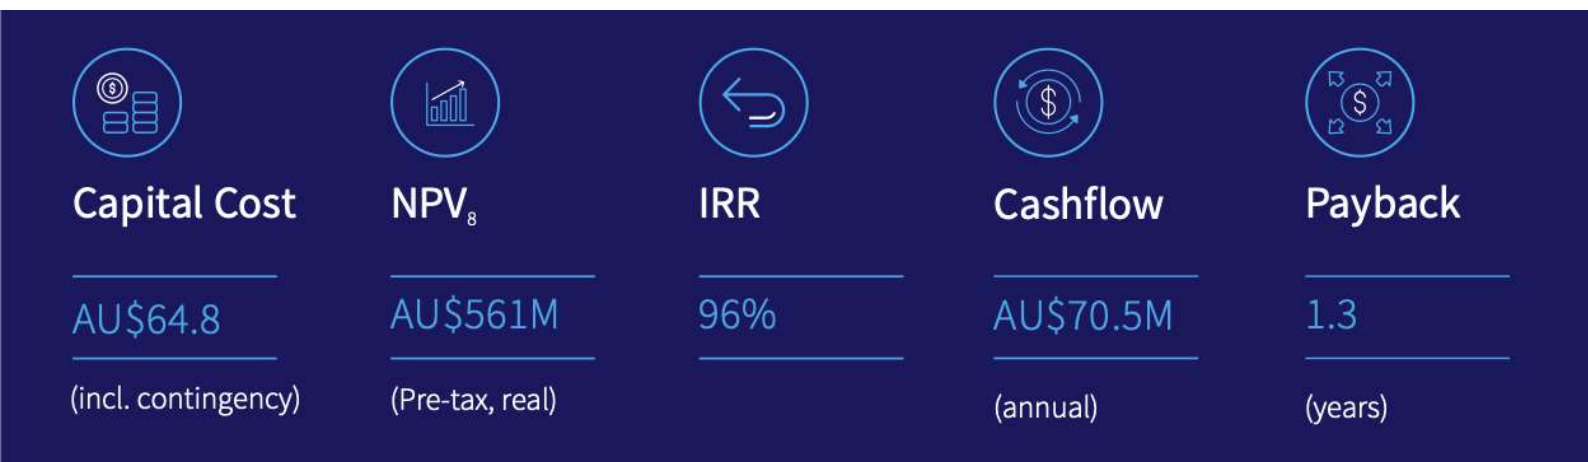 Capital Cost
AU$64.8
(incl. contingency)
NPV8
AU$561M
(Pre-tax, real)
IRR
96%
Cashflow
AU$70.5M
(annual)
Payback
1.3
(years)